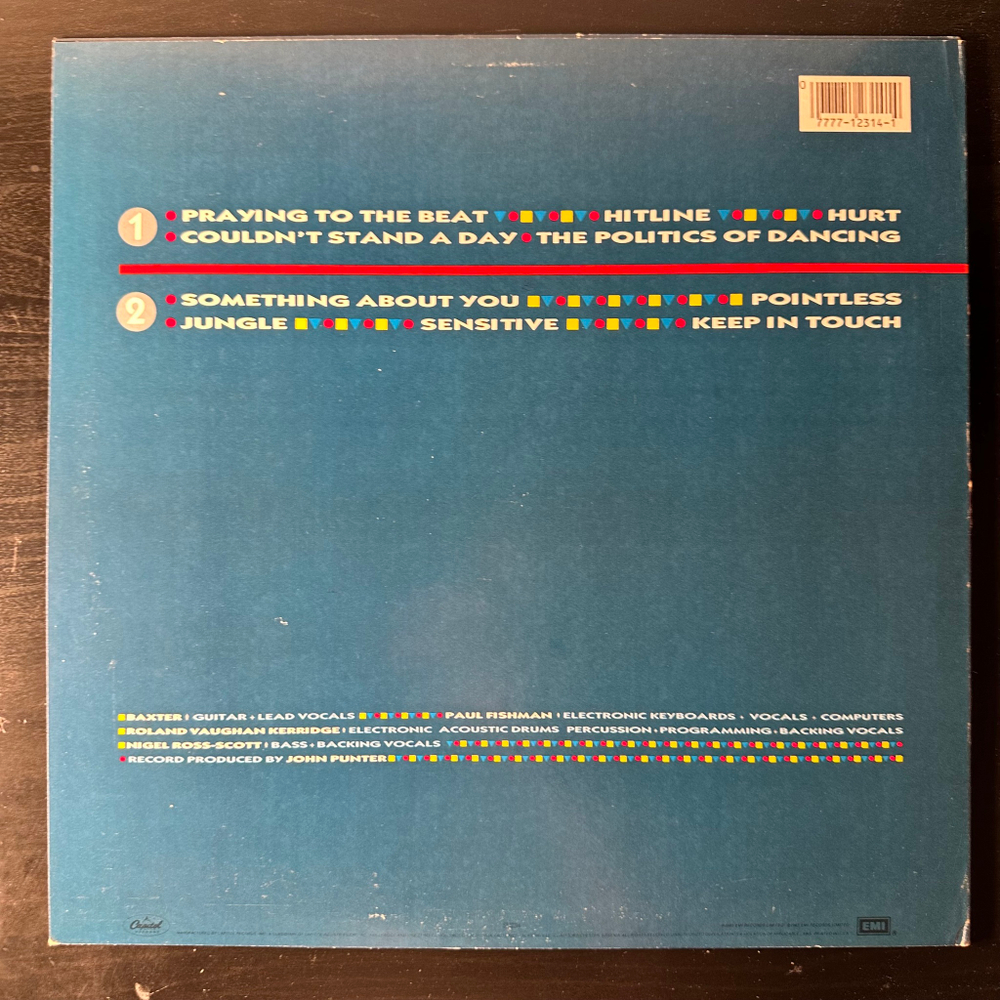 0
7777-12314-1
1
• PRAYING TO THE BEAT HITLINE HURT
• COULDN'T STAND A DAY • THE POLITICS OF DANCING
2
• SOMETHING ABOUT YOU POINTLESS
• JUNGLE SENSITIVE KEEP IN TOUCH
BAXTER : GUITAR + LEAD VOCALS PAUL FISHMAN : ELECTRONIC KEYBOARDS + VOCALS + COMPUTERS
ROLAND VAUGHAN KERRIDGE : ELECTRONIC ACOUSTIC DRUMS PERCUSSION + PROGRAMMING + BACKING VOCALS
NIGEL ROSS-SCOTT : BASS + BACKING VOCALS
• RECORD PRODUCED BY JOHN PUNTER
Capitol
EMI